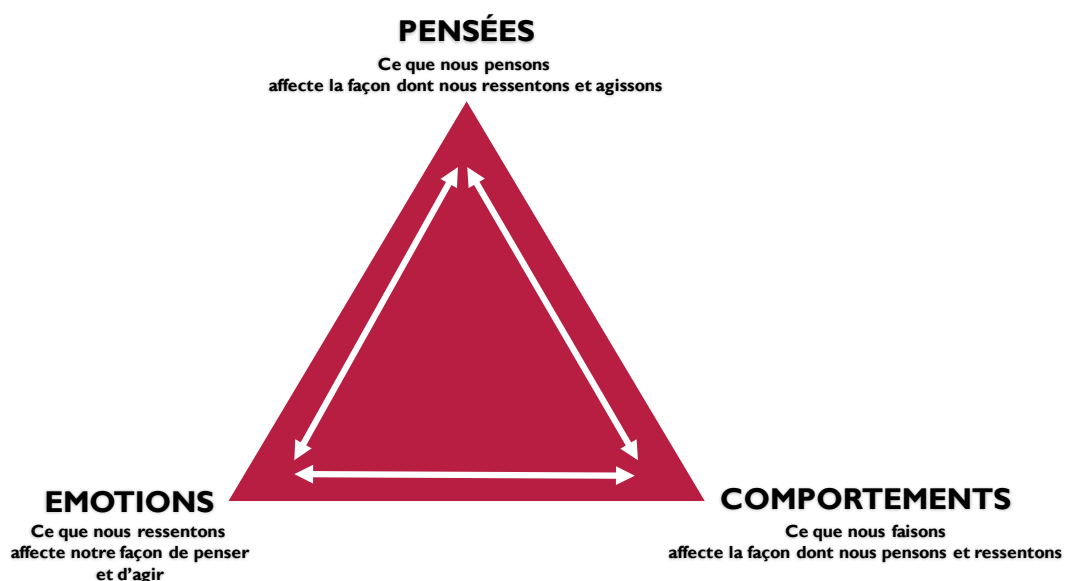 PENSÉES
Ce que nous pensons
affecte la façon dont nous ressentons et agissons
EMOTIONS
Ce que nous ressentons
affecte notre façon de penser
et d'agir
COMPORTEMENTS
Ce que nous faisons
affecte la façon dont nous pensons et ressentons